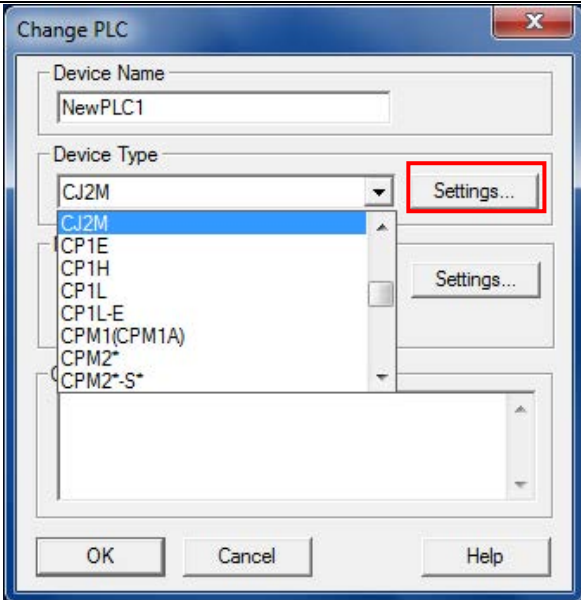 Change PLC
Device Name
NewPLC1
Device Type
CJ2M
Settings...
CJ2M
CP1E
CP1H
CP1L
CP1L-E
CPM1(CPM1A)
CPM2*
CPM2*-S*
Settings...
OK
Cancel
Help